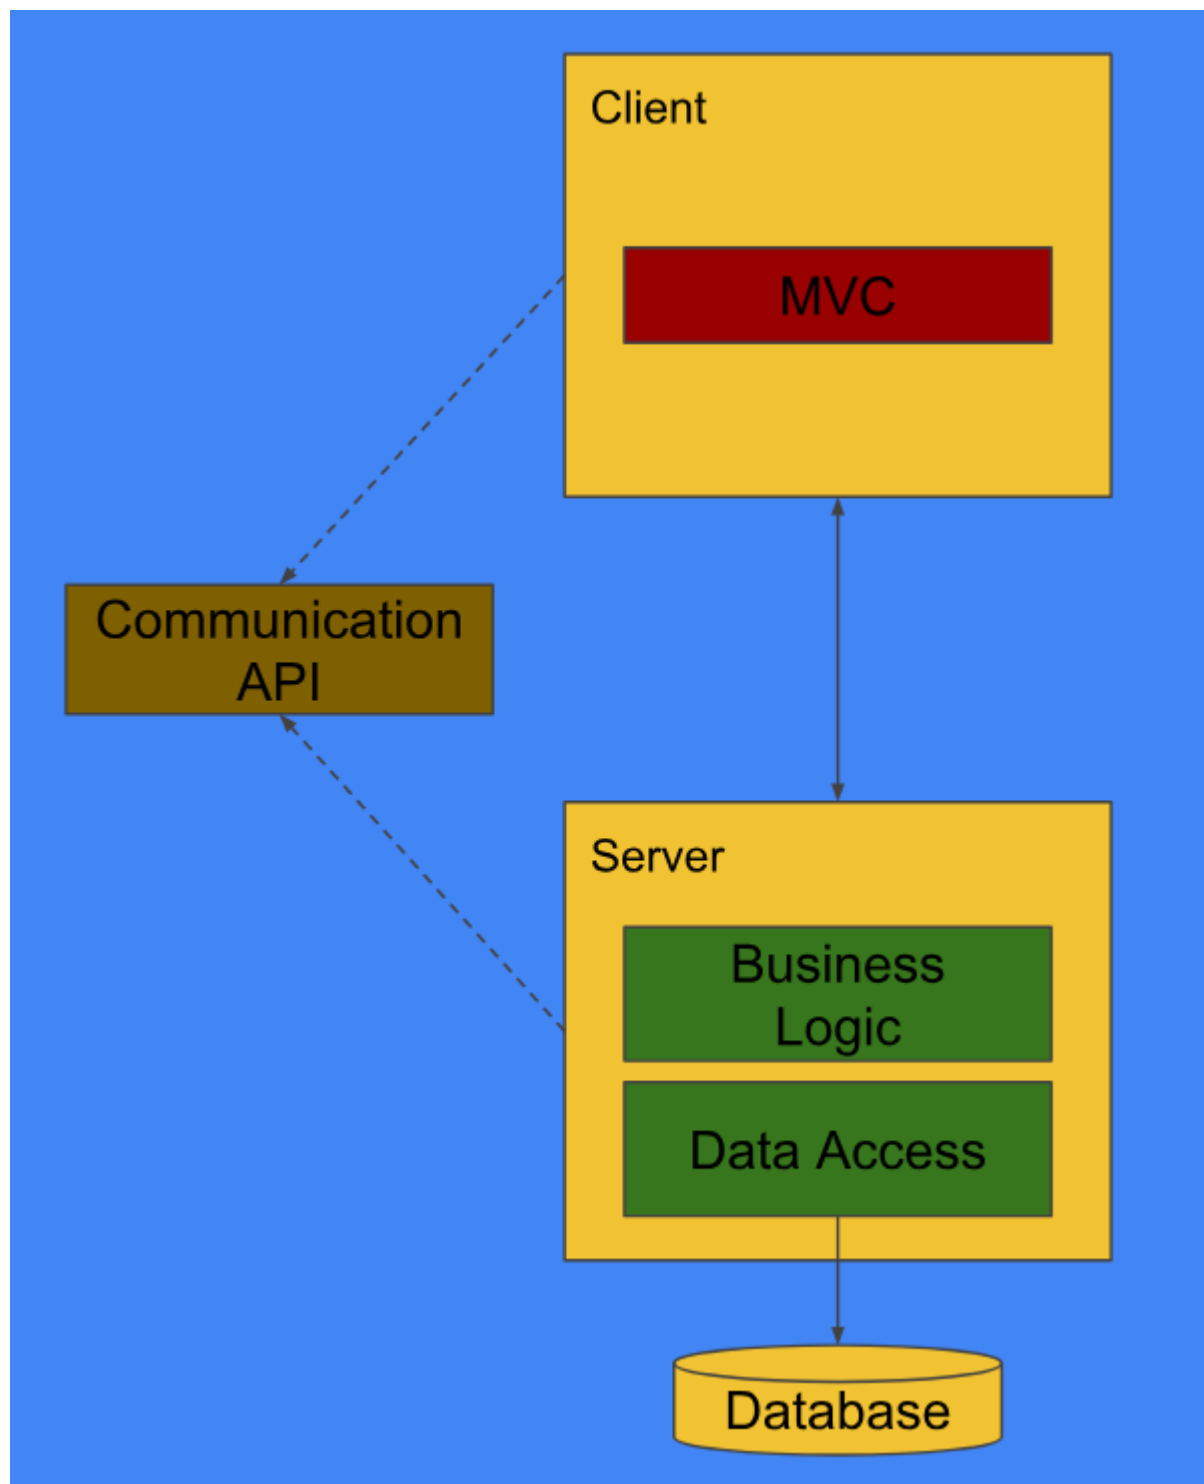 Client
MVC
Communication
API
Server
Business
Logic
Data Access
Database